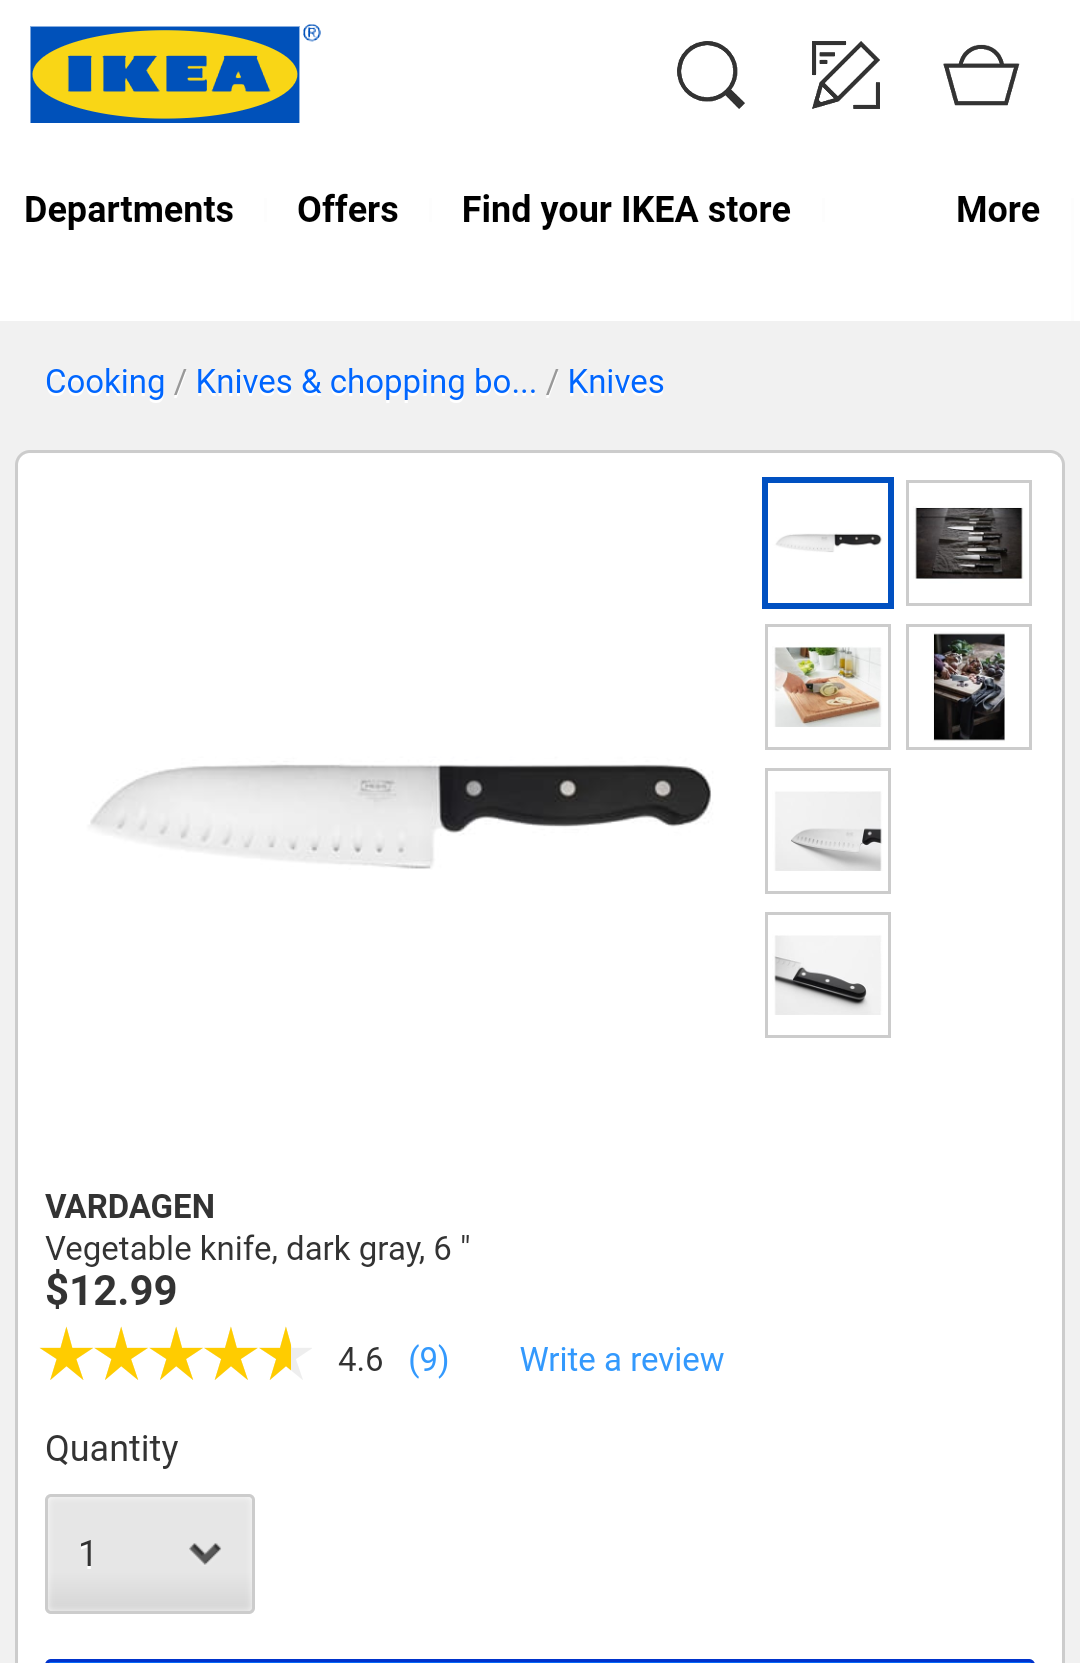 IKEA®
Departments Offers Find your IKEA store More
Cooking / Knives & chopping bo... / Knives
VARDAGEN
Vegetable knife, dark gray, 6 "
$12.99
4.6 (9) Write a review
Quantity
1